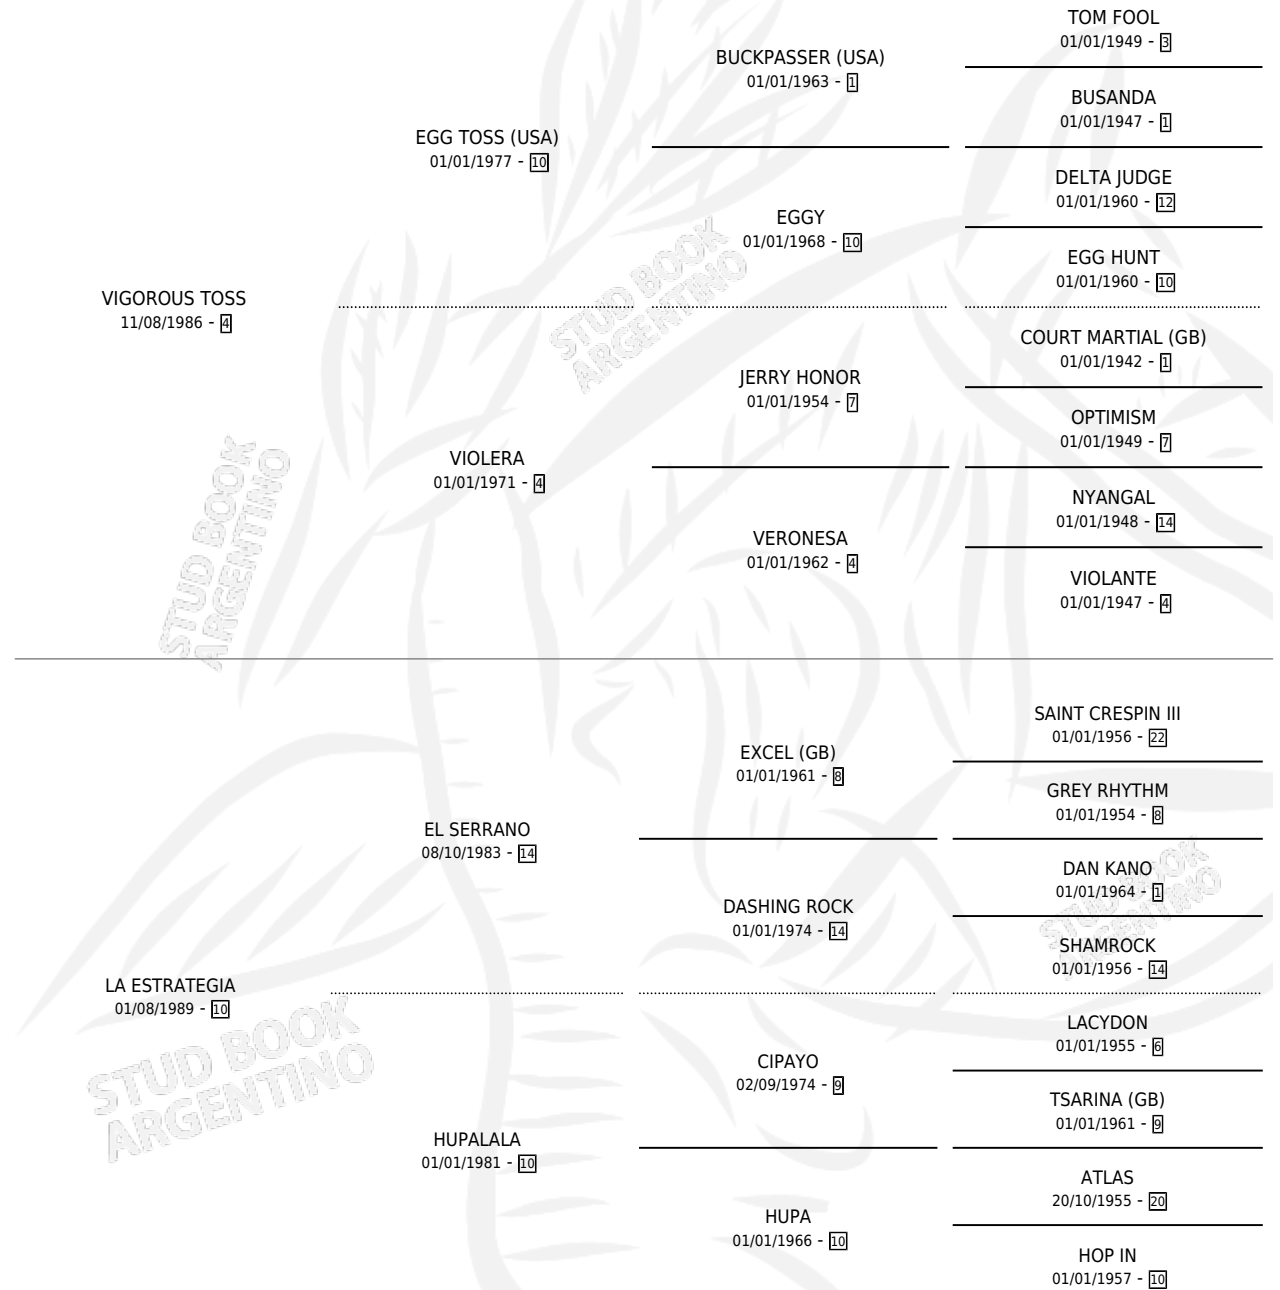 TOM FOOL
01/01/1949 - 3
BUCKPASSER (USA)
01/01/1963 - 1
BUSANDA
01/01/1947 - 1
EGG TOSS (USA)
01/01/1977 - 10
DELTA JUDGE
01/01/1960 - 12
EGGY
01/01/1968 - 10
EGG HUNT
01/01/1960 - 10
VIGOROUS TOSS
11/08/1986 - 4
STUD BOOK
ARGENTINO
COURT MARTIAL (GB)
01/01/1942 - 1
JERRY HONOR
01/01/1954 - 7
OPTIMISM
01/01/1949 - 7
VIOLERA
01/01/1971 - 4
NYANGAL
01/01/1948 - 14
VERONESA
01/01/1962 - 4
VIOLANTE
01/01/1947 - 4
STUD BOOK
ARGENTINO
SAINT CRESPIN III
01/01/1956 - 22
EXCEL (GB)
01/01/1961 - 8
GREY RHYTHM
01/01/1954 - 8
EL SERRANO
08/10/1983 - 14
DAN KANO
01/01/1964 - 1
STUD BOOK
ARGENTINO
DASHING ROCK
01/01/1974 - 14
SHAMROCK
01/01/1956 - 14
LA ESTRATEGIA
01/08/1989 - 10
STUD BOOK
ARGENTINO
LACYDON
01/01/1955 - 6
CIPAYO
02/09/1974 - 9
TSARINA (GB)
01/01/1961 - 9
HUPALALA
01/01/1981 - 10
ATLAS
20/10/1955 - 20
HUPA
01/01/1966 - 10
HOP IN
01/01/1957 - 10